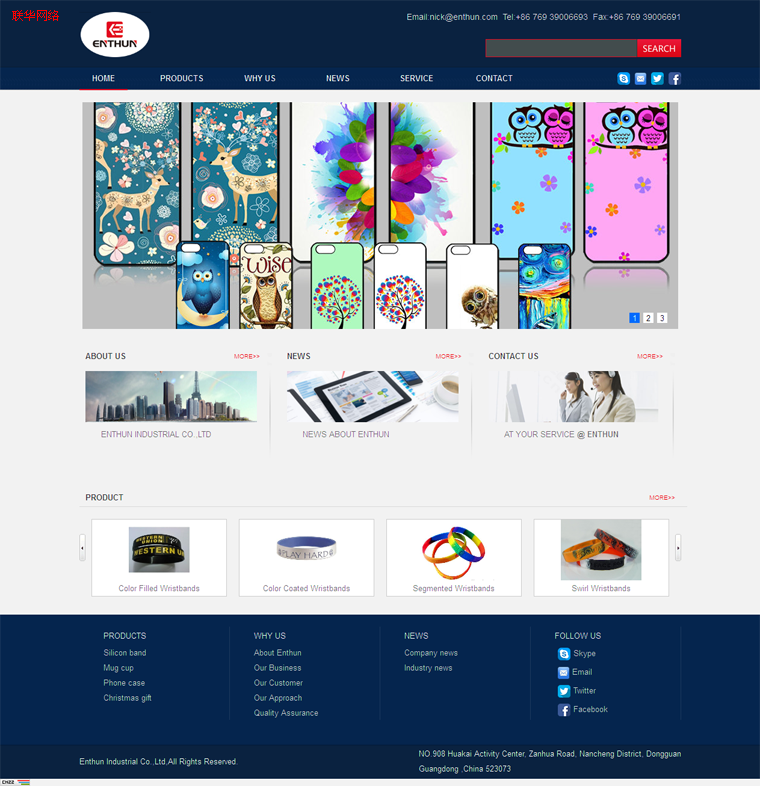 联华网络
ENTHUN
Email:nick@enthun.com Tel:+86 769 39006693 Fax:+86 769 39006691
SEARCH
HOME PRODUCTS WHY US NEWS SERVICE CONTACT
WISE
1 2 3
ABOUT US MORE>> NEWS MORE>> CONTACT US MORE>>
ENTHUN INDUSTRIAL CO.,LTD NEWS ABOUT ENTHUN AT YOUR SERVICE @ ENTHUN
PRODUCT MORE>>
WESTERN UNION
WESTERN U
PLAY HARD
Color Filled Wristbands Color Coated Wristbands Segmented Wristbands Swirl Wristbands
PRODUCTS WHY US NEWS FOLLOW US
Silicon band About Enthun Company news Skype
Mug cup Our Business Industry news Email
Phone case Our Customer Twitter
Christmas gift Our Approach Facebook
Quality Assurance
Enthun Industrial Co.,Ltd,All Rights Reserved.
NO.908 Huakai Activity Center, Zanhua Road, Nancheng District, Dongguan
Guangdong ,China 523073
CNZZ